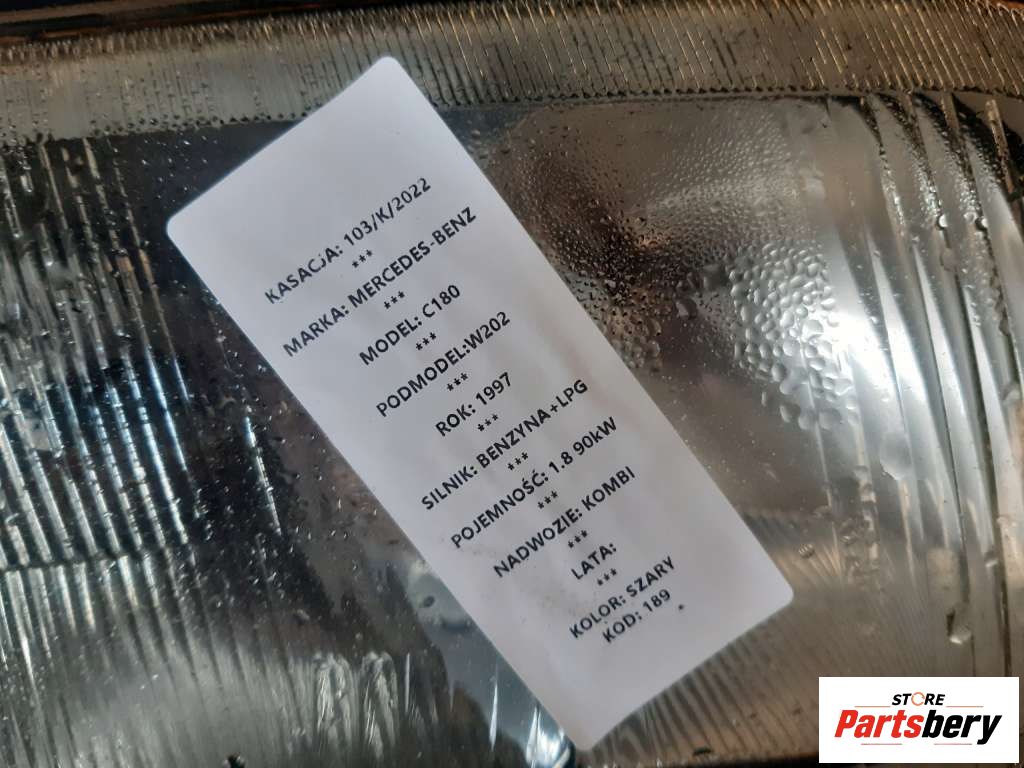 KASACJA: 103/K/2022
***
MARKA: MERCEDES-BENZ
***
MODEL: C180
***
PODMODEL:W202
***
ROK: 1997
***
SILNIK: BENZYNA +LPG
***
POJEMNOŚĆ: 1.8 90kW
***
NADWOZIE: KOMBI
***
LATA:
***
KOLOR: SZARY
KOD: 189
STORE
Partsbery